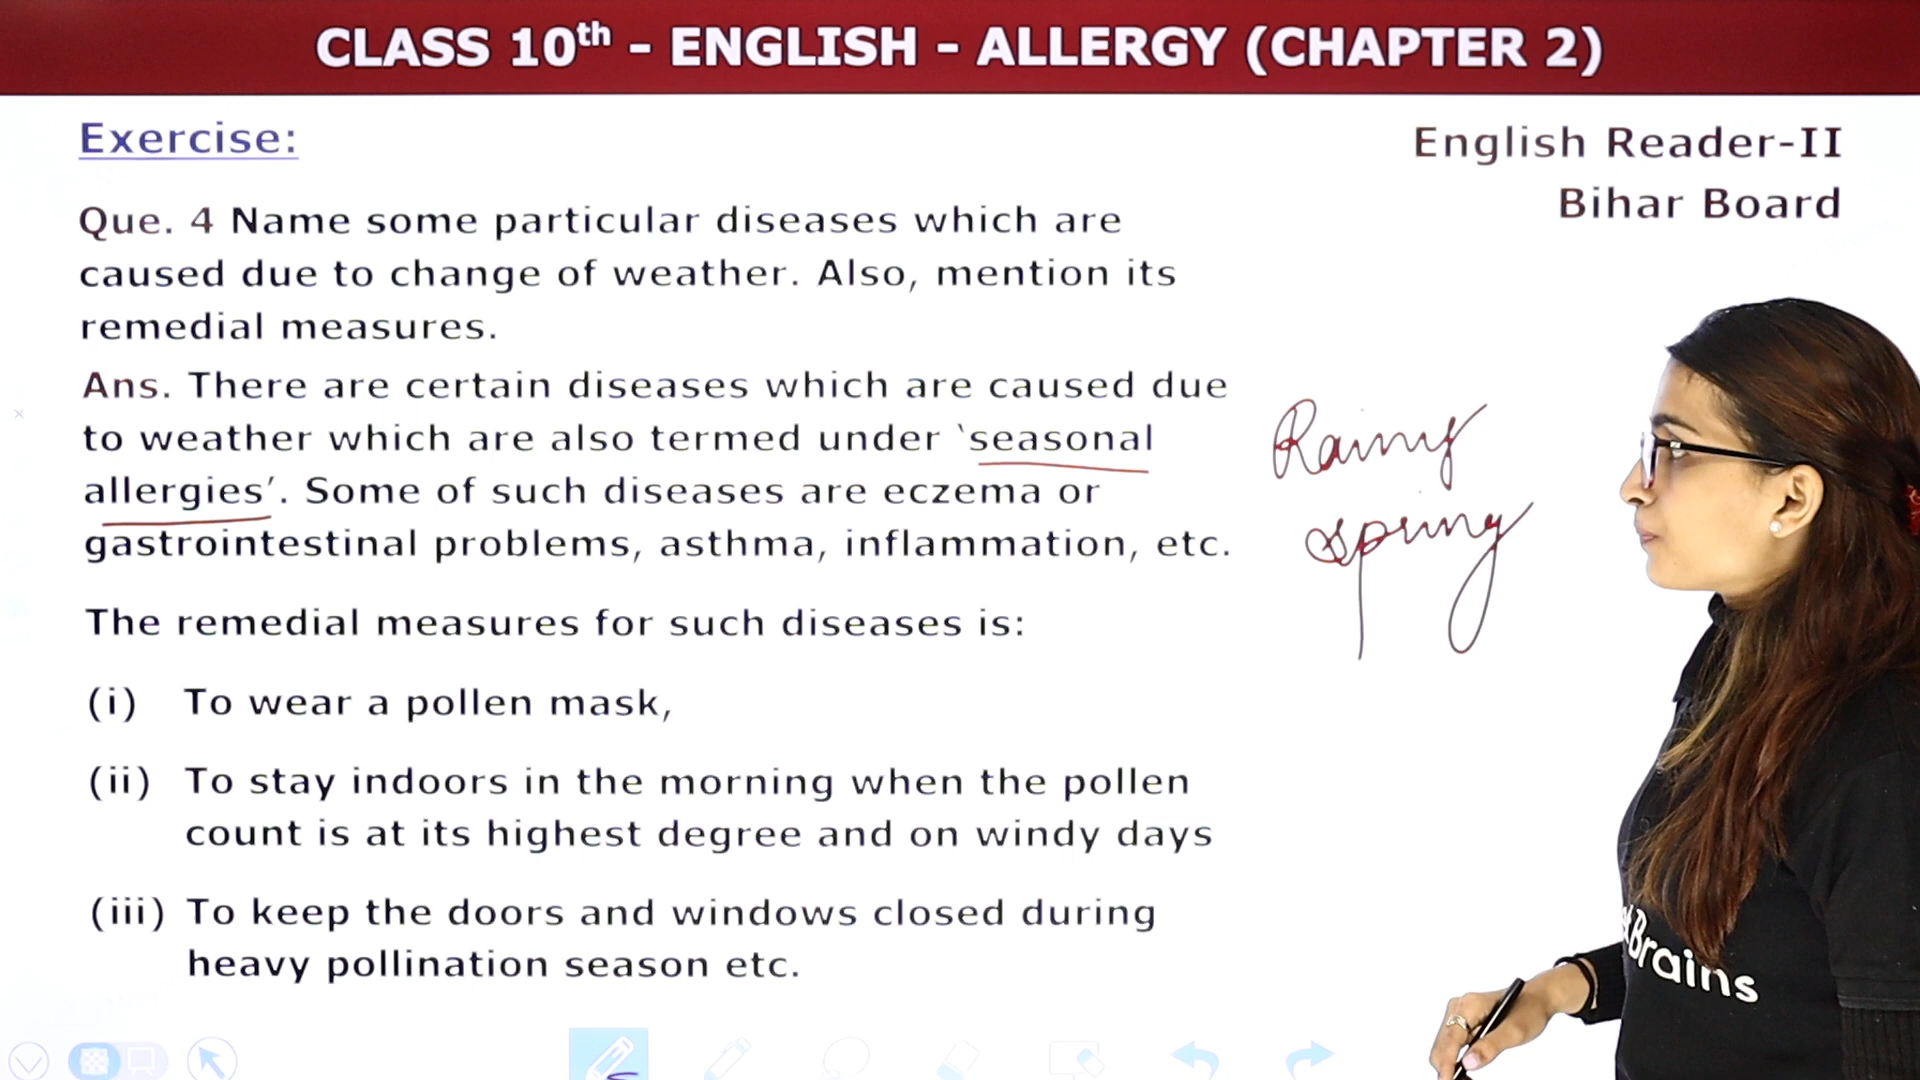 CLASS 10th - ENGLISH - ALLERGY (CHAPTER 2)
Exercise:
English Reader-II
Bihar Board
Que. 4 Name some particular diseases which are
caused due to change of weather. Also, mention its
remedial measures.
Ans. There are certain diseases which are caused due
to weather which are also termed under ‘seasonal
allergies’. Some of such diseases are eczema or
gastrointestinal problems, asthma, inflammation, etc.
Rainy
spring
The remedial measures for such diseases is:
(i) To wear a pollen mask,
(ii) To stay indoors in the morning when the pollen
count is at its highest degree and on windy days
(iii) To keep the doors and windows closed during
heavy pollination season etc.
Brains